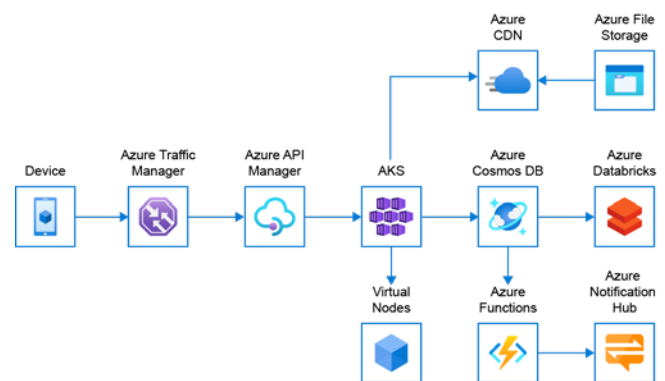 Azure
CDN
Azure File
Storage
Device
Azure Traffic
Manager
Azure API
Manager
AKS
Azure
Cosmos DB
Azure
Databricks
Virtual
Nodes
Azure
Functions
Azure
Notification
Hub